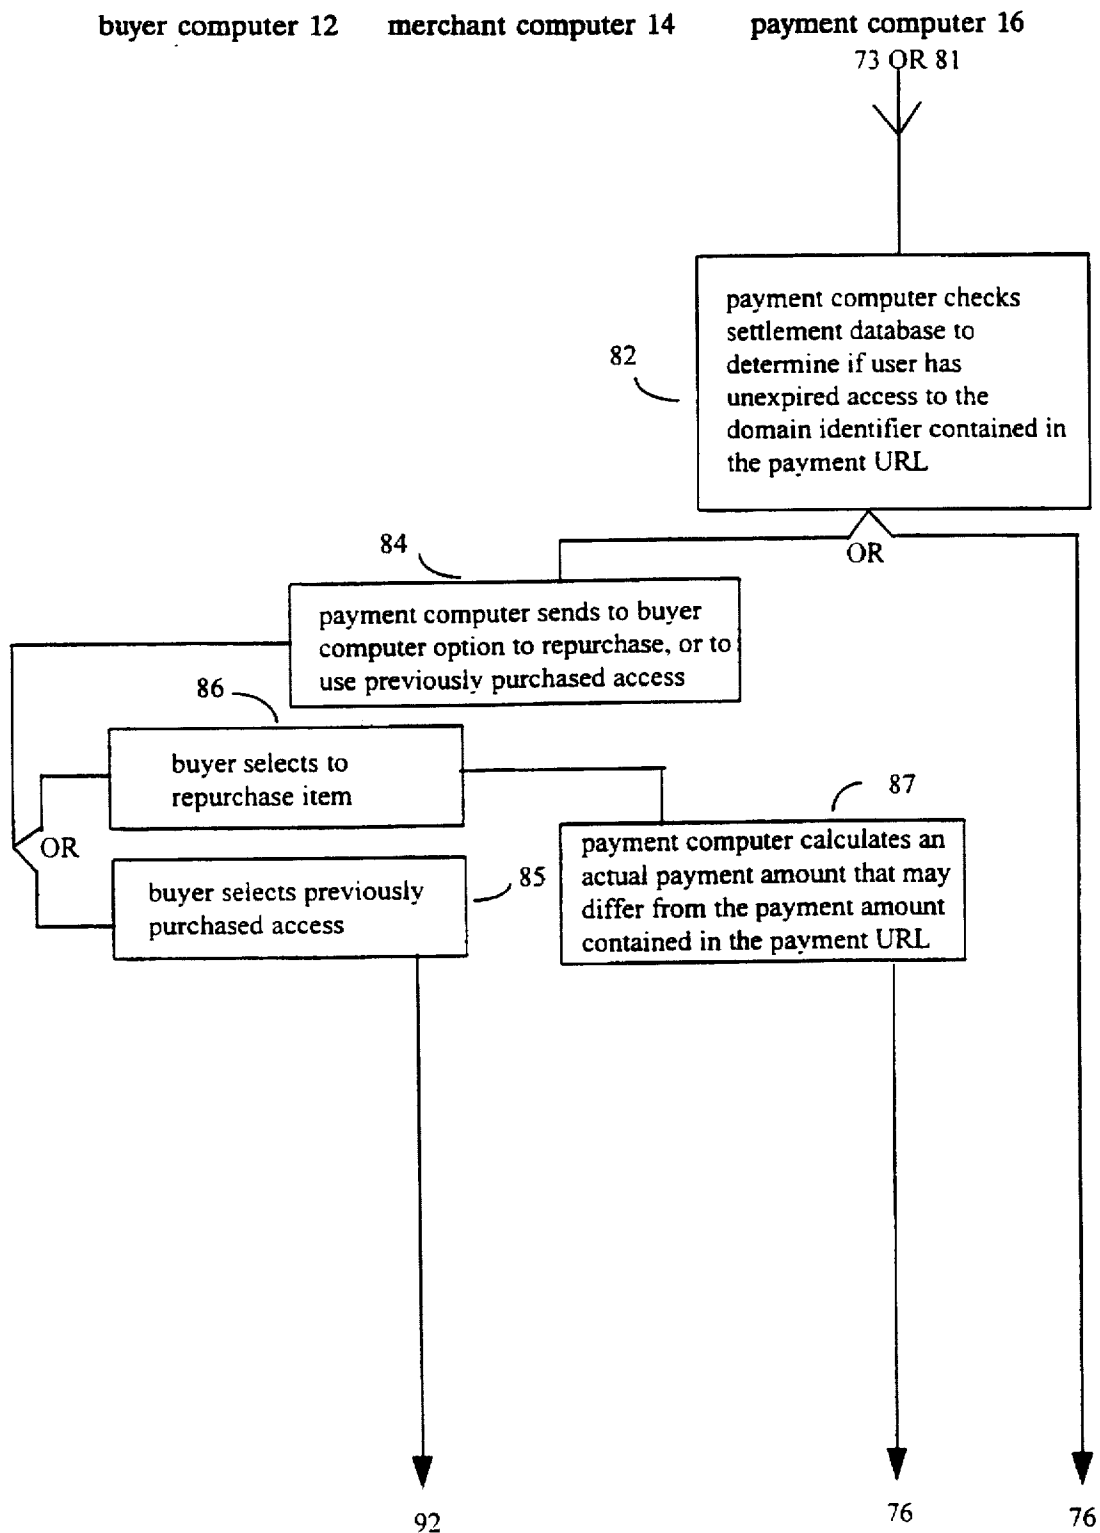 buyer computer 12 merchant computer 14 payment computer 16
73 OR 81
payment computer checks
settlement database to
determine if user has
unexpired access to the
domain identifier contained in
the payment URL
82
OR
84
payment computer sends to buyer
computer option to repurchase, or to
use previously purchased access
86
buyer selects to
repurchase item
OR
buyer selects previously
purchased access
85
87
payment computer calculates an
actual payment amount that may
differ from the payment amount
contained in the payment URL
92
76
76